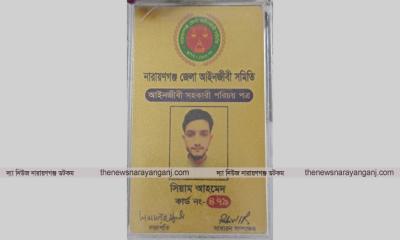 নারায়ণগঞ্জ জেলা আইনজীবী সমিতি
আইনজীবী সহকারী পরিচয় পত্র
দ্যা নিউজ নারায়ণগঞ্জ ডটকম thenewsnarayanganj.com দ্যা নিউজ নারায়ণগঞ্জ ডটকম thenewsnarayanganj.com
সিয়াম আহমেদ
কার্ড নং- ৪৭৯
সভাপতি সাধারন সম্পাদক